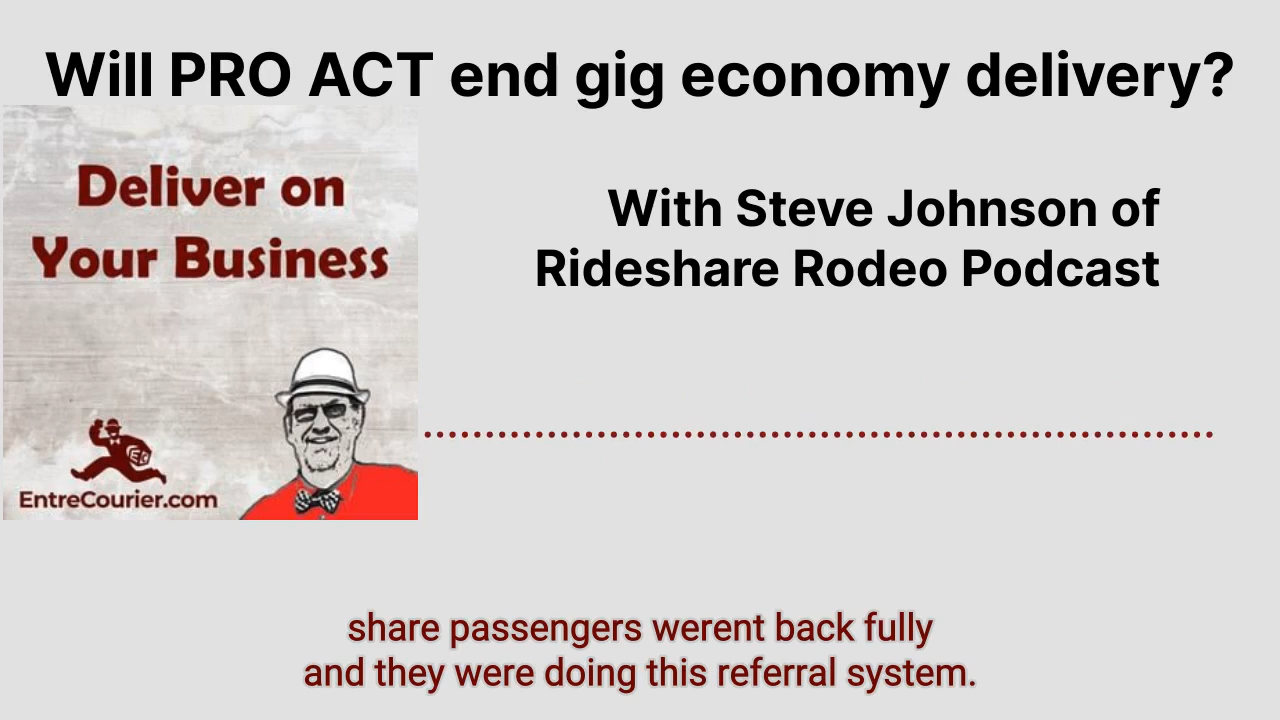 Will PRO ACT end gig economy delivery?
Deliver on
Your Business
EntreCourier.com
With Steve Johnson of
Rideshare Rodeo Podcast
share passengers werent back fully
and they were doing this referral system.